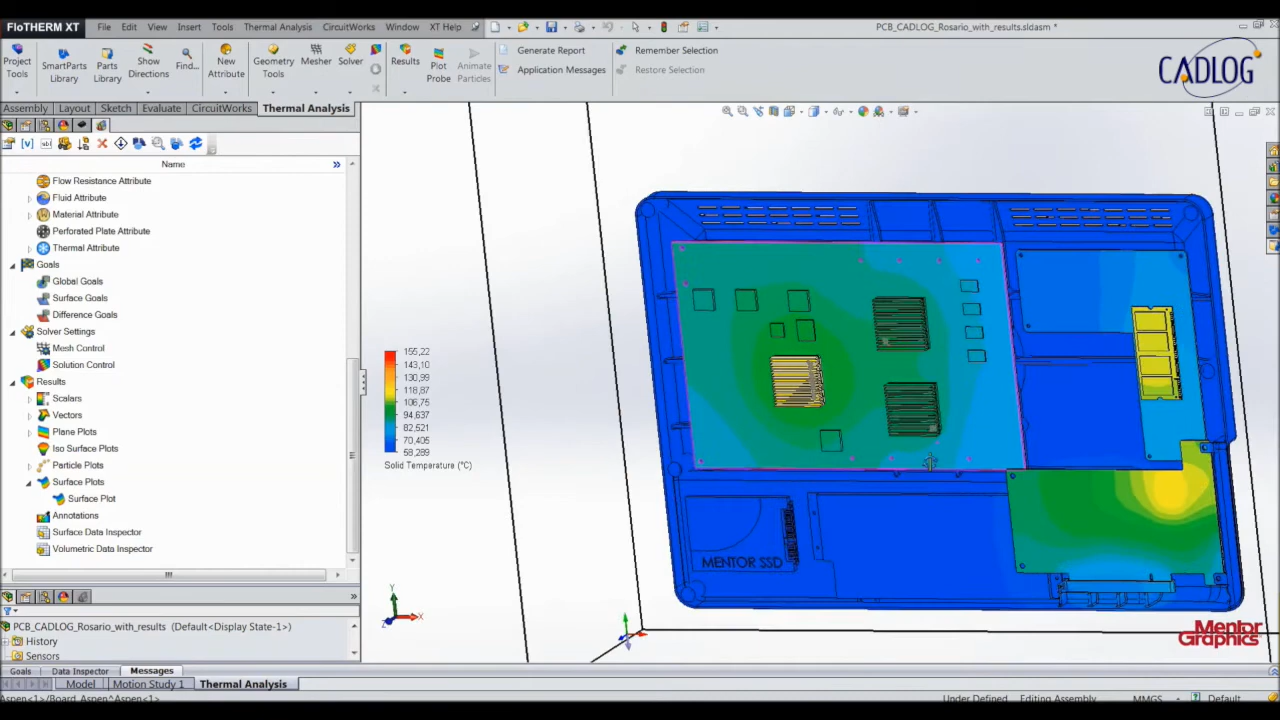 FloTHERM XT
File Edit View Insert Tools Thermal Analysis CircuitWorks Window XT Help
PCB_CADLOG_Rosario_with_results.sldasm *
Project Tools
SmartParts Library
Parts Library
Show Directions
Find...
New Attribute
Geometry Tools
Mesher
Solver
Results
Plot Probe
Animate Particles
Generate Report
Application Messages
Remember Selection
Restore Selection
CADLOG
Assembly Layout Sketch Evaluate CircuitWorks Thermal Analysis
Name
Flow Resistance Attribute
Fluid Attribute
Material Attribute
Perforated Plate Attribute
Thermal Attribute
Goals
Global Goals
Surface Goals
Difference Goals
Solver Settings
Mesh Control
Solution Control
Results
Scalars
Vectors
Plane Plots
Iso Surface Plots
Particle Plots
Surface Plots
Surface Plot
Annotations
Surface Data Inspector
Volumetric Data Inspector
155,22
143,10
130,99
118,87
106,75
94,637
82,521
70,405
58,289
Solid Temperature (°C)
MENTOR SSD
Y
X
Z
Mentor Graphics
PCB_CADLOG_Rosario_with_results (Default<Display State-1>)
History
Sensors
Goals Data Inspector Messages
Model Motion Study 1 Thermal Analysis
Aspen<1>/Board_Aspen^Aspen<1>
Under Defined Editing Assembly MMGS - Default